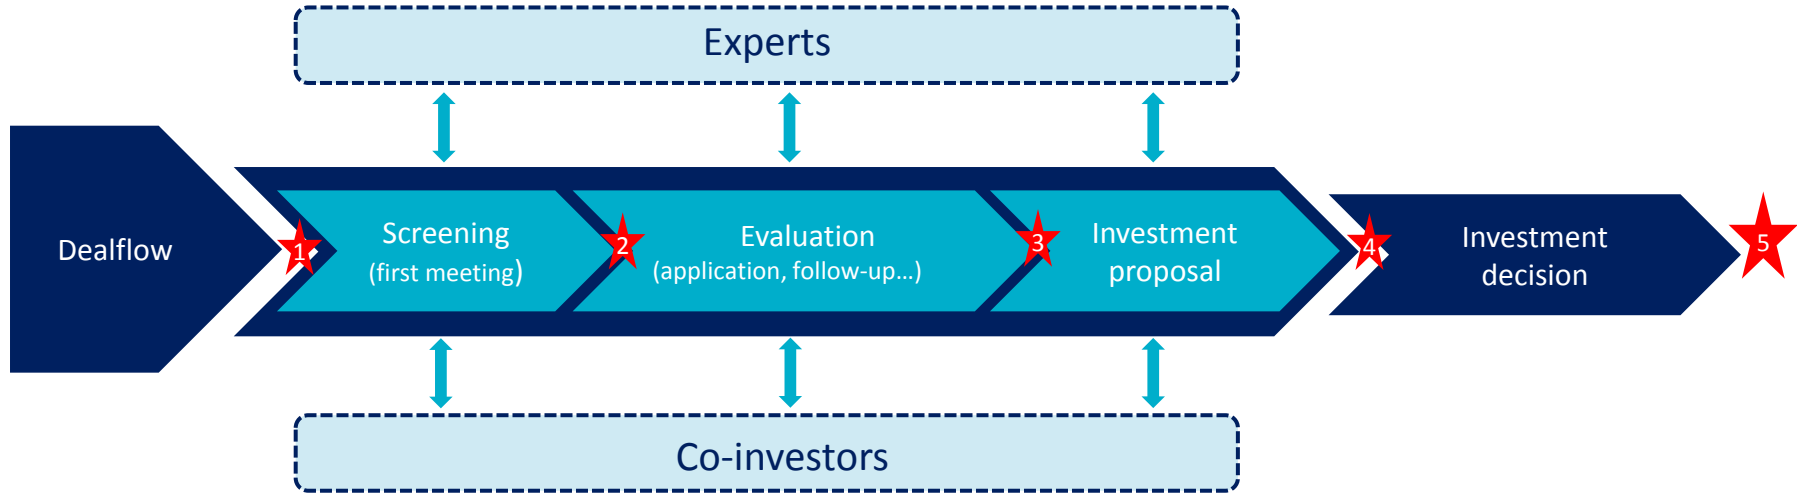 Experts
Dealflow
1
Screening
(first meeting)
2
Evaluation
(application, follow-up...)
3
Investment
proposal
4
Investment
decision
5
Co-investors